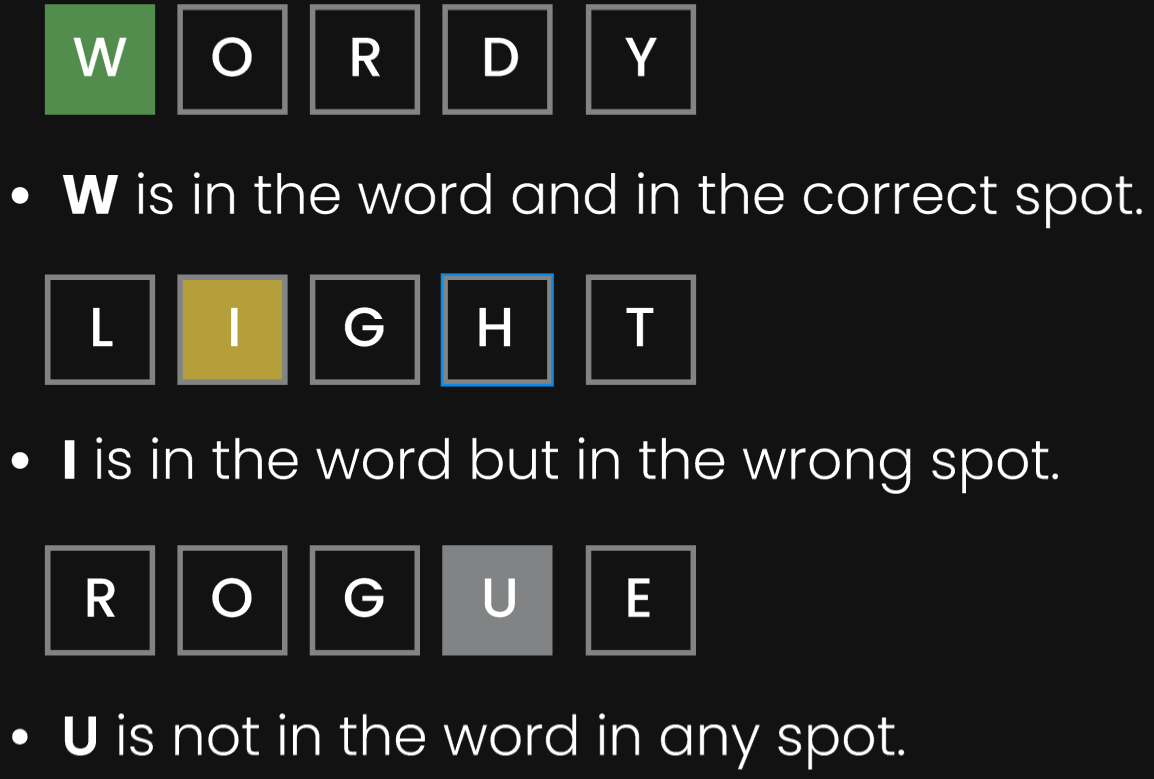 W O R D Y
• W is in the word and in the correct spot.
L I G H T
• I is in the word but in the wrong spot.
R O G U E
• U is not in the word in any spot.